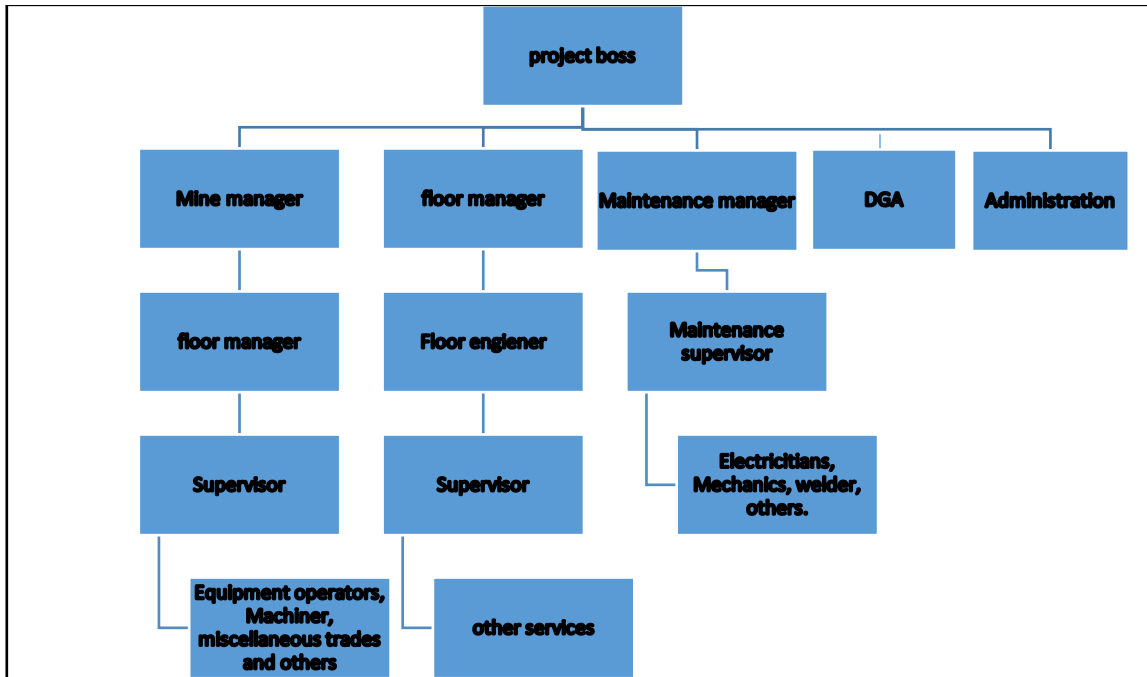 project boss
Mine manager
floor manager
Maintenance manager
DGA
Administration
floor manager
Floor engiener
Maintenance
supervisor
Supervisor
Supervisor
Electricitians,
Mechanics, welder,
others.
Equipment operators,
Machiner,
miscellaneous trades
and others
other services